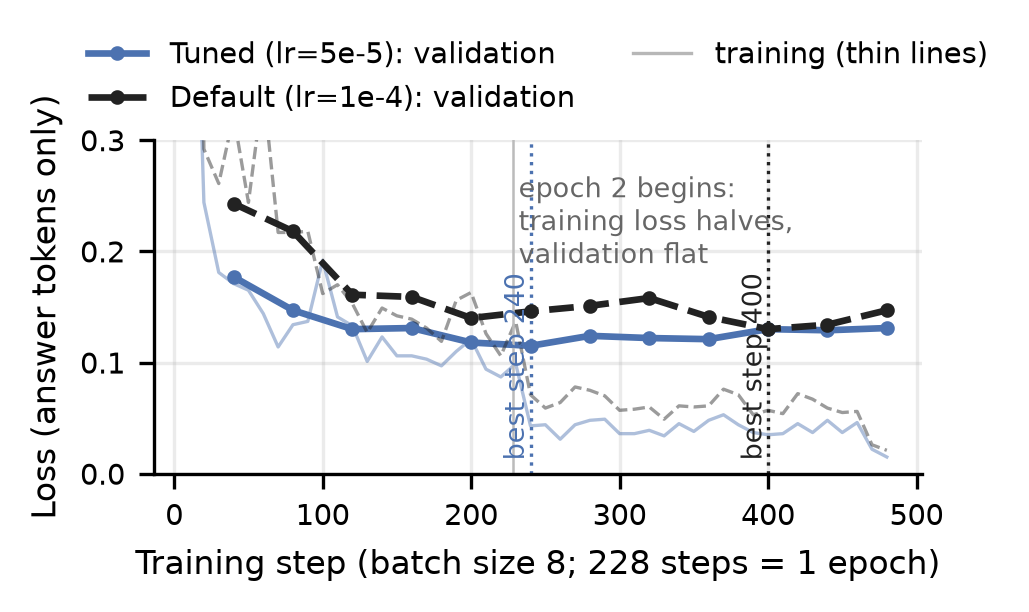 Tuned (lr=5e-5): validation
Default (lr=1e-4): validation
training (thin lines)
Loss (answer tokens only)
0.3
0.2
0.1
0.0
epoch 2 begins:
training loss halves,
validation flat
best step 240
best step 400
0
100
200
300
400
500
Training step (batch size 8; 228 steps = 1 epoch)